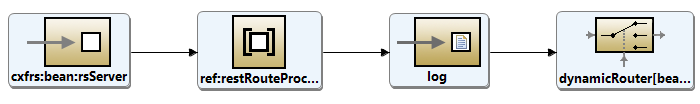 cxfrs:bean:rsServer
ref:restRouteProc...
log
dynamicRouter[bea...